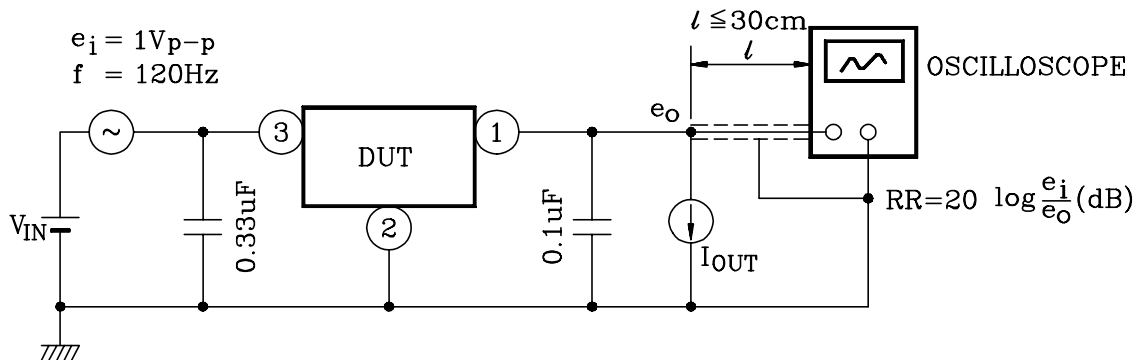 l ≦ 30cm
l
OSCILLOSCOPE
ei = 1Vp-p
f = 120Hz
eo
~
3
DUT
1
2
VIN
0.33uF
0.1uF
IOUT
RR=20 log ei/eo (dB)